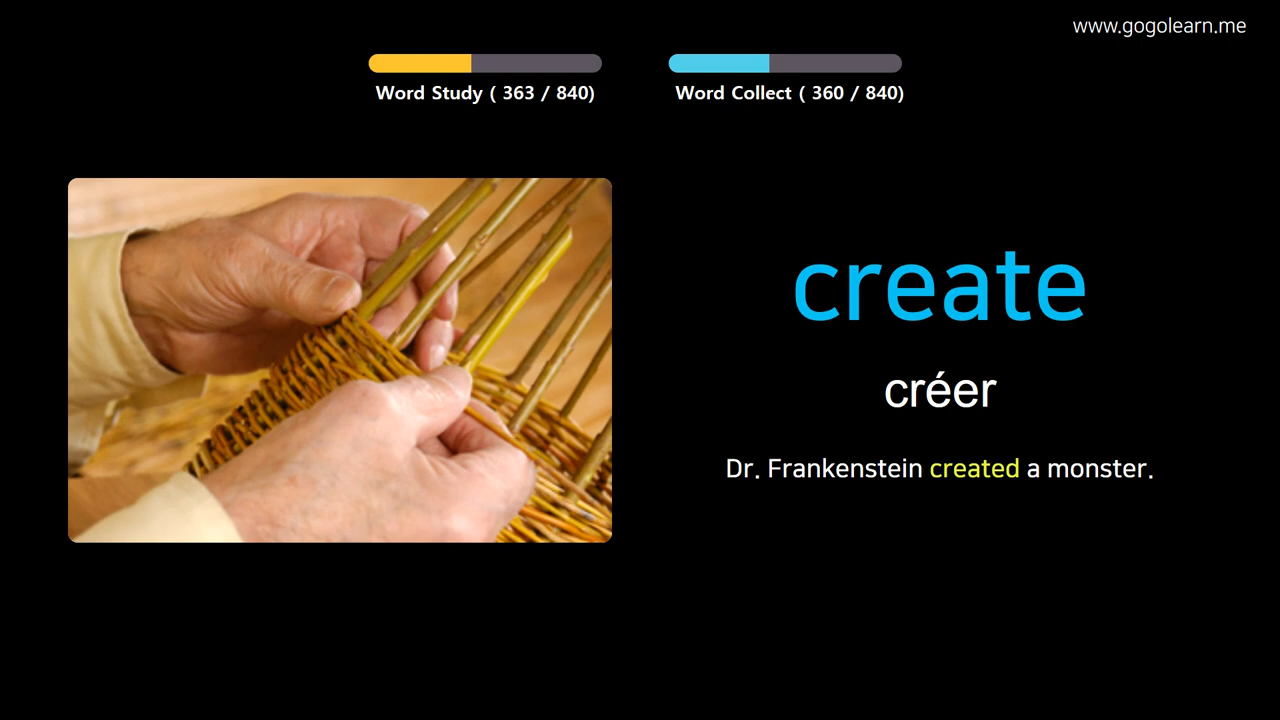 www.gogolearn.me
Word Study ( 363 / 840)
Word Collect ( 360 / 840)
create
créer
Dr. Frankenstein created a monster.